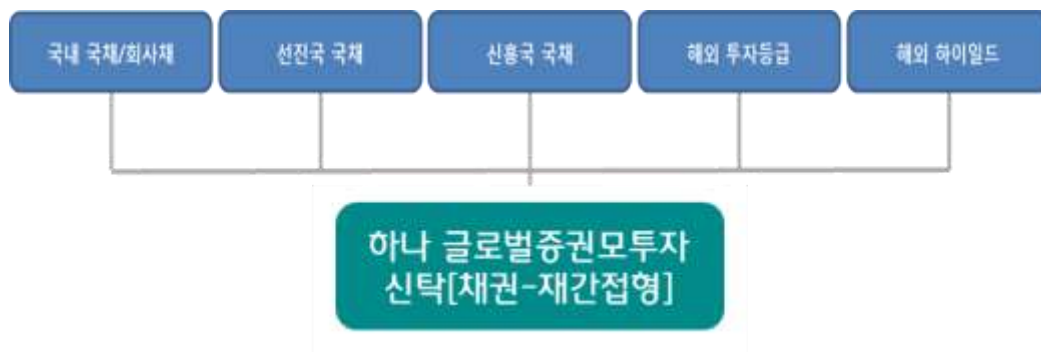 국내 국채/회사채
선진국 국채
신흥국 국채
해외 투자등급
해외 하이일드
하나 글로벌증권모투자
신탁[채권-재간접형]